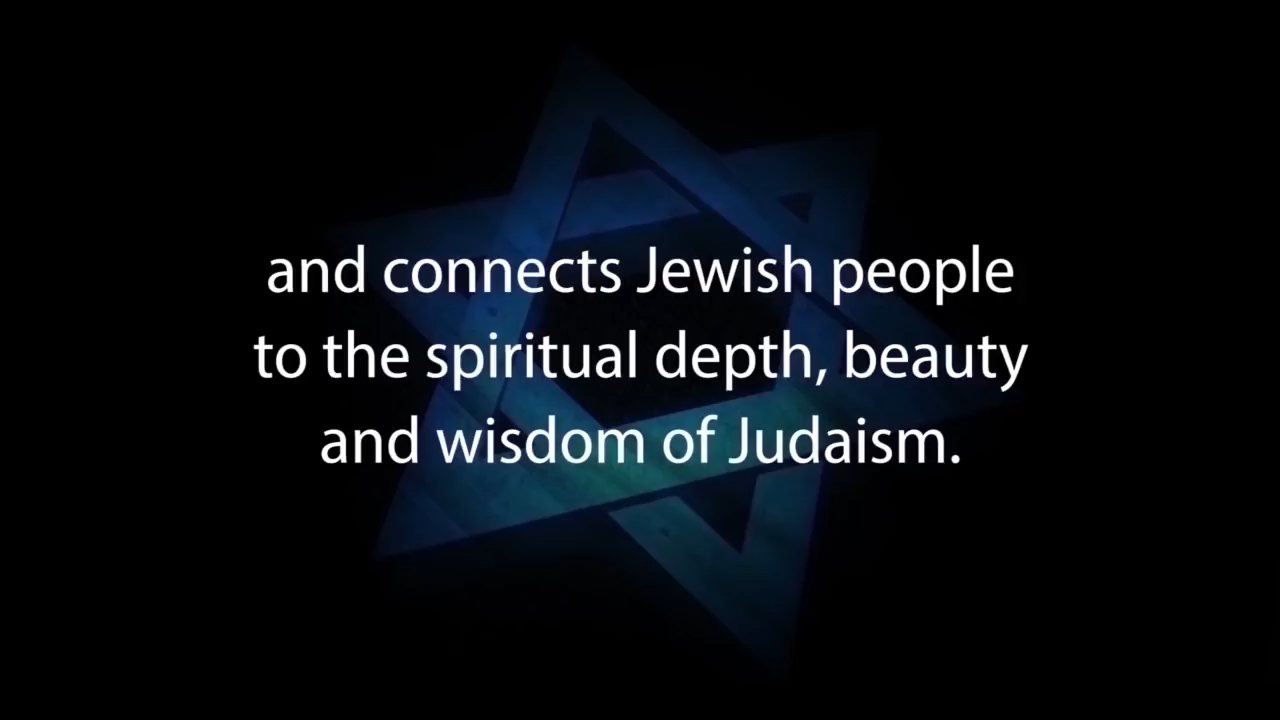 and connects Jewish people
to the spiritual depth, beauty
and wisdom of Judaism.